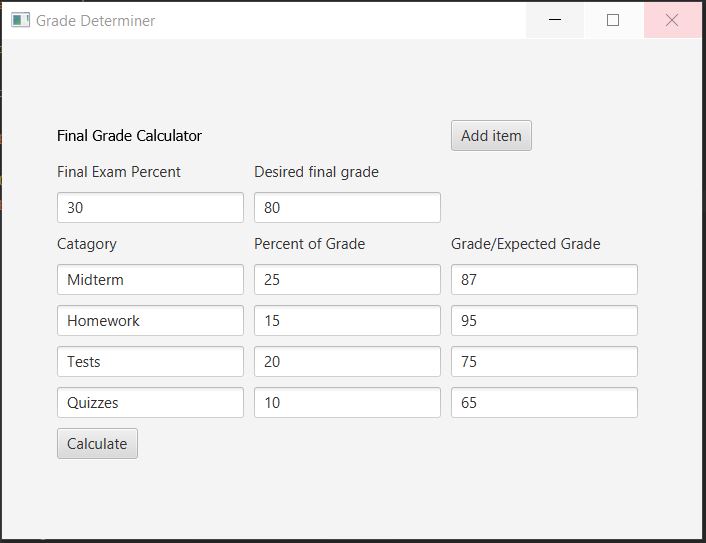 Grade Determiner
Final Grade Calculator Add item
Final Exam Percent Desired final grade
30 80
Catagory Percent of Grade Grade/Expected Grade
Midterm 25 87
Homework 15 95
Tests 20 75
Quizzes 10 65
Calculate